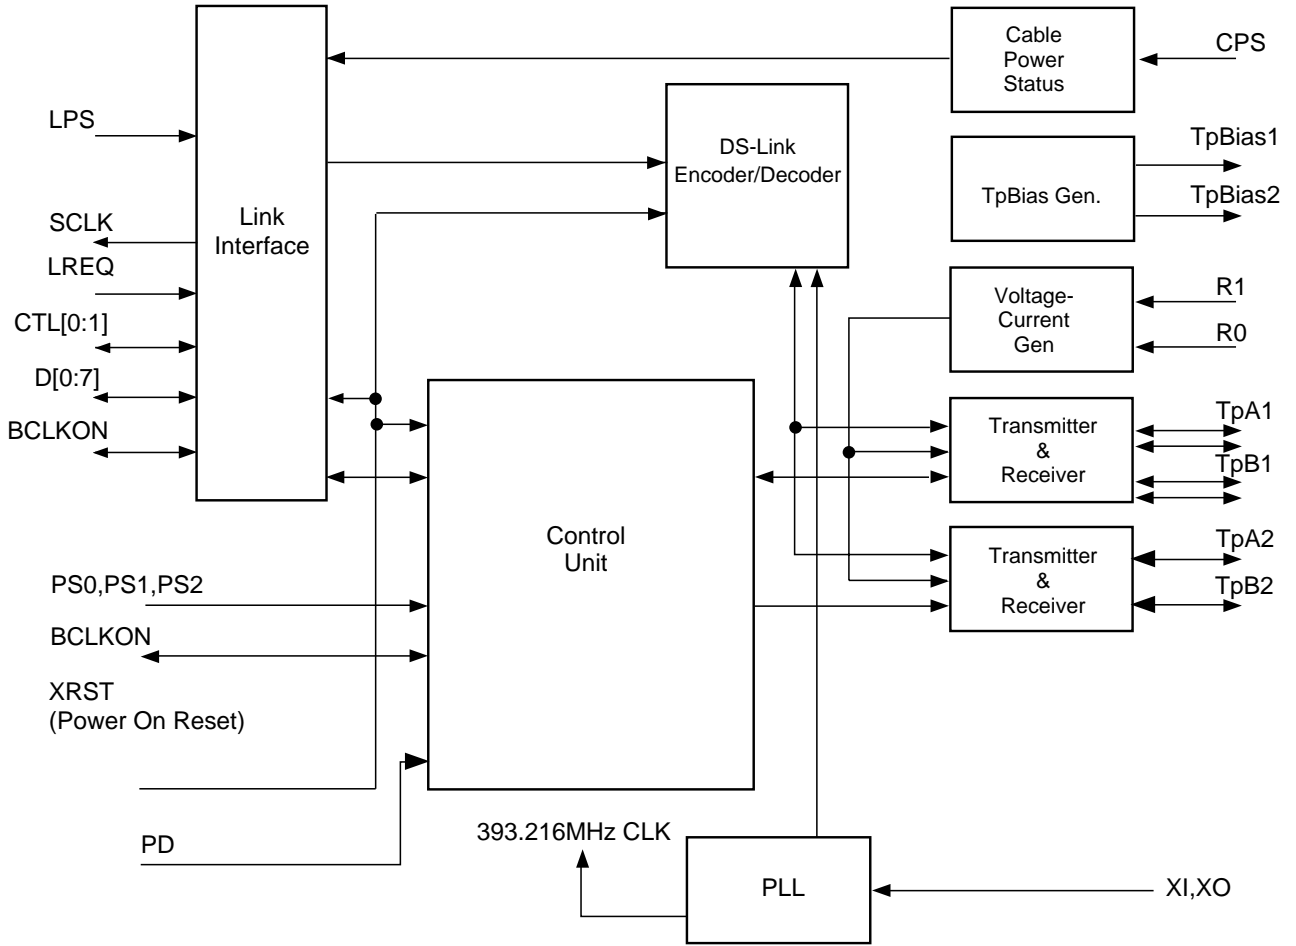 Cable
Power
Status
CPS
LPS
DS-Link
Encoder/Decoder
TpBias1
TpBias Gen.
TpBias2
SCLK
Link
Interface
LREQ
CTL[0:1]
D[0:7]
BCLKON
Voltage-
Current
Gen
R1
R0
Transmitter
&
Receiver
TpA1
TpB1
Control
Unit
Transmitter
&
Receiver
TpA2
TpB2
PS0,PS1,PS2
BCLKON
XRST
(Power On Reset)
PD
393.216MHz CLK
PLL
XI,XO